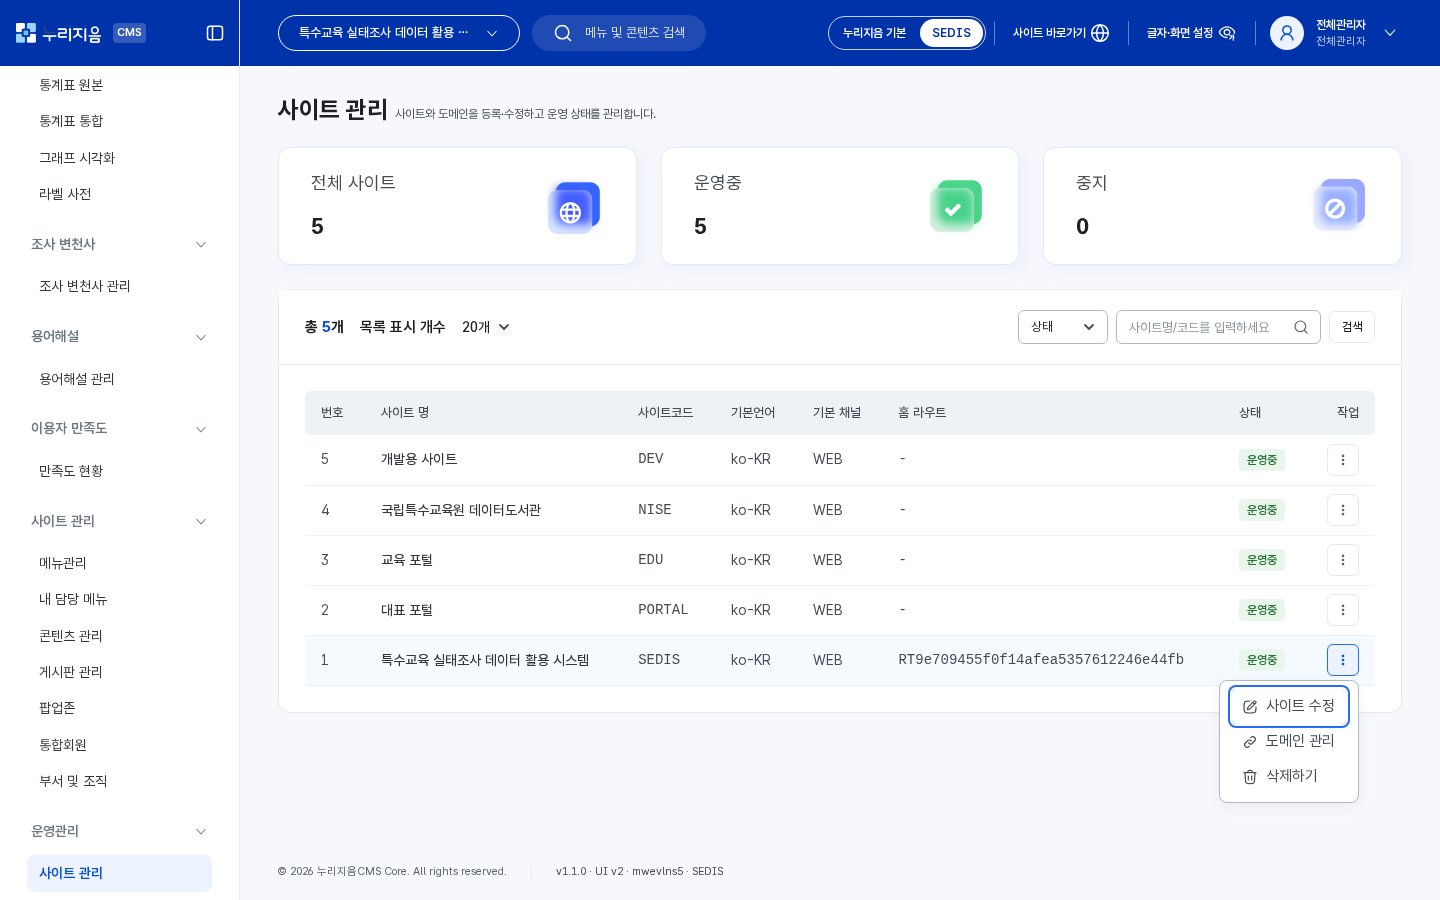 누리지음 CMS
특수교육 실태조사 데이터 활용 ···
메뉴 및 콘텐츠 검색
누리지음 기본
SEDIS
사이트 바로가기
글자·화면 설정
전체관리자
전체관리자
통계표 원본
통계표 통합
그래프 시각화
라벨 사전
조사 변천사
조사 변천사 관리
용어해설
용어해설 관리
이용자 만족도
만족도 현황
사이트 관리
메뉴관리
내 담당 메뉴
콘텐츠 관리
게시판 관리
팝업존
통합회원
부서 및 조직
운영관리
사이트 관리
사이트 관리 사이트와 도메인을 등록·수정하고 운영 상태를 관리합니다.
전체 사이트
5
운영중
5
중지
0
총 5개 목록 표시 개수 20개
상태
사이트명/코드를 입력하세요
검색
번호 사이트 명 사이트코드 기본언어 기본 채널 홈 라우트 상태 작업
5 개발용 사이트 DEV ko-KR WEB - 운영중
4 국립특수교육원 데이터도서관 NISE ko-KR WEB - 운영중
3 교육 포털 EDU ko-KR WEB - 운영중
2 대표 포털 PORTAL ko-KR WEB - 운영중
1 특수교육 실태조사 데이터 활용 시스템 SEDIS ko-KR WEB RT9e709455f0f14afea5357612246e44fb 운영중
사이트 수정
도메인 관리
삭제하기
© 2026 누리지음CMS Core. All rights reserved.
v1.1.0 · UI v2 · mwevlns5 · SEDIS